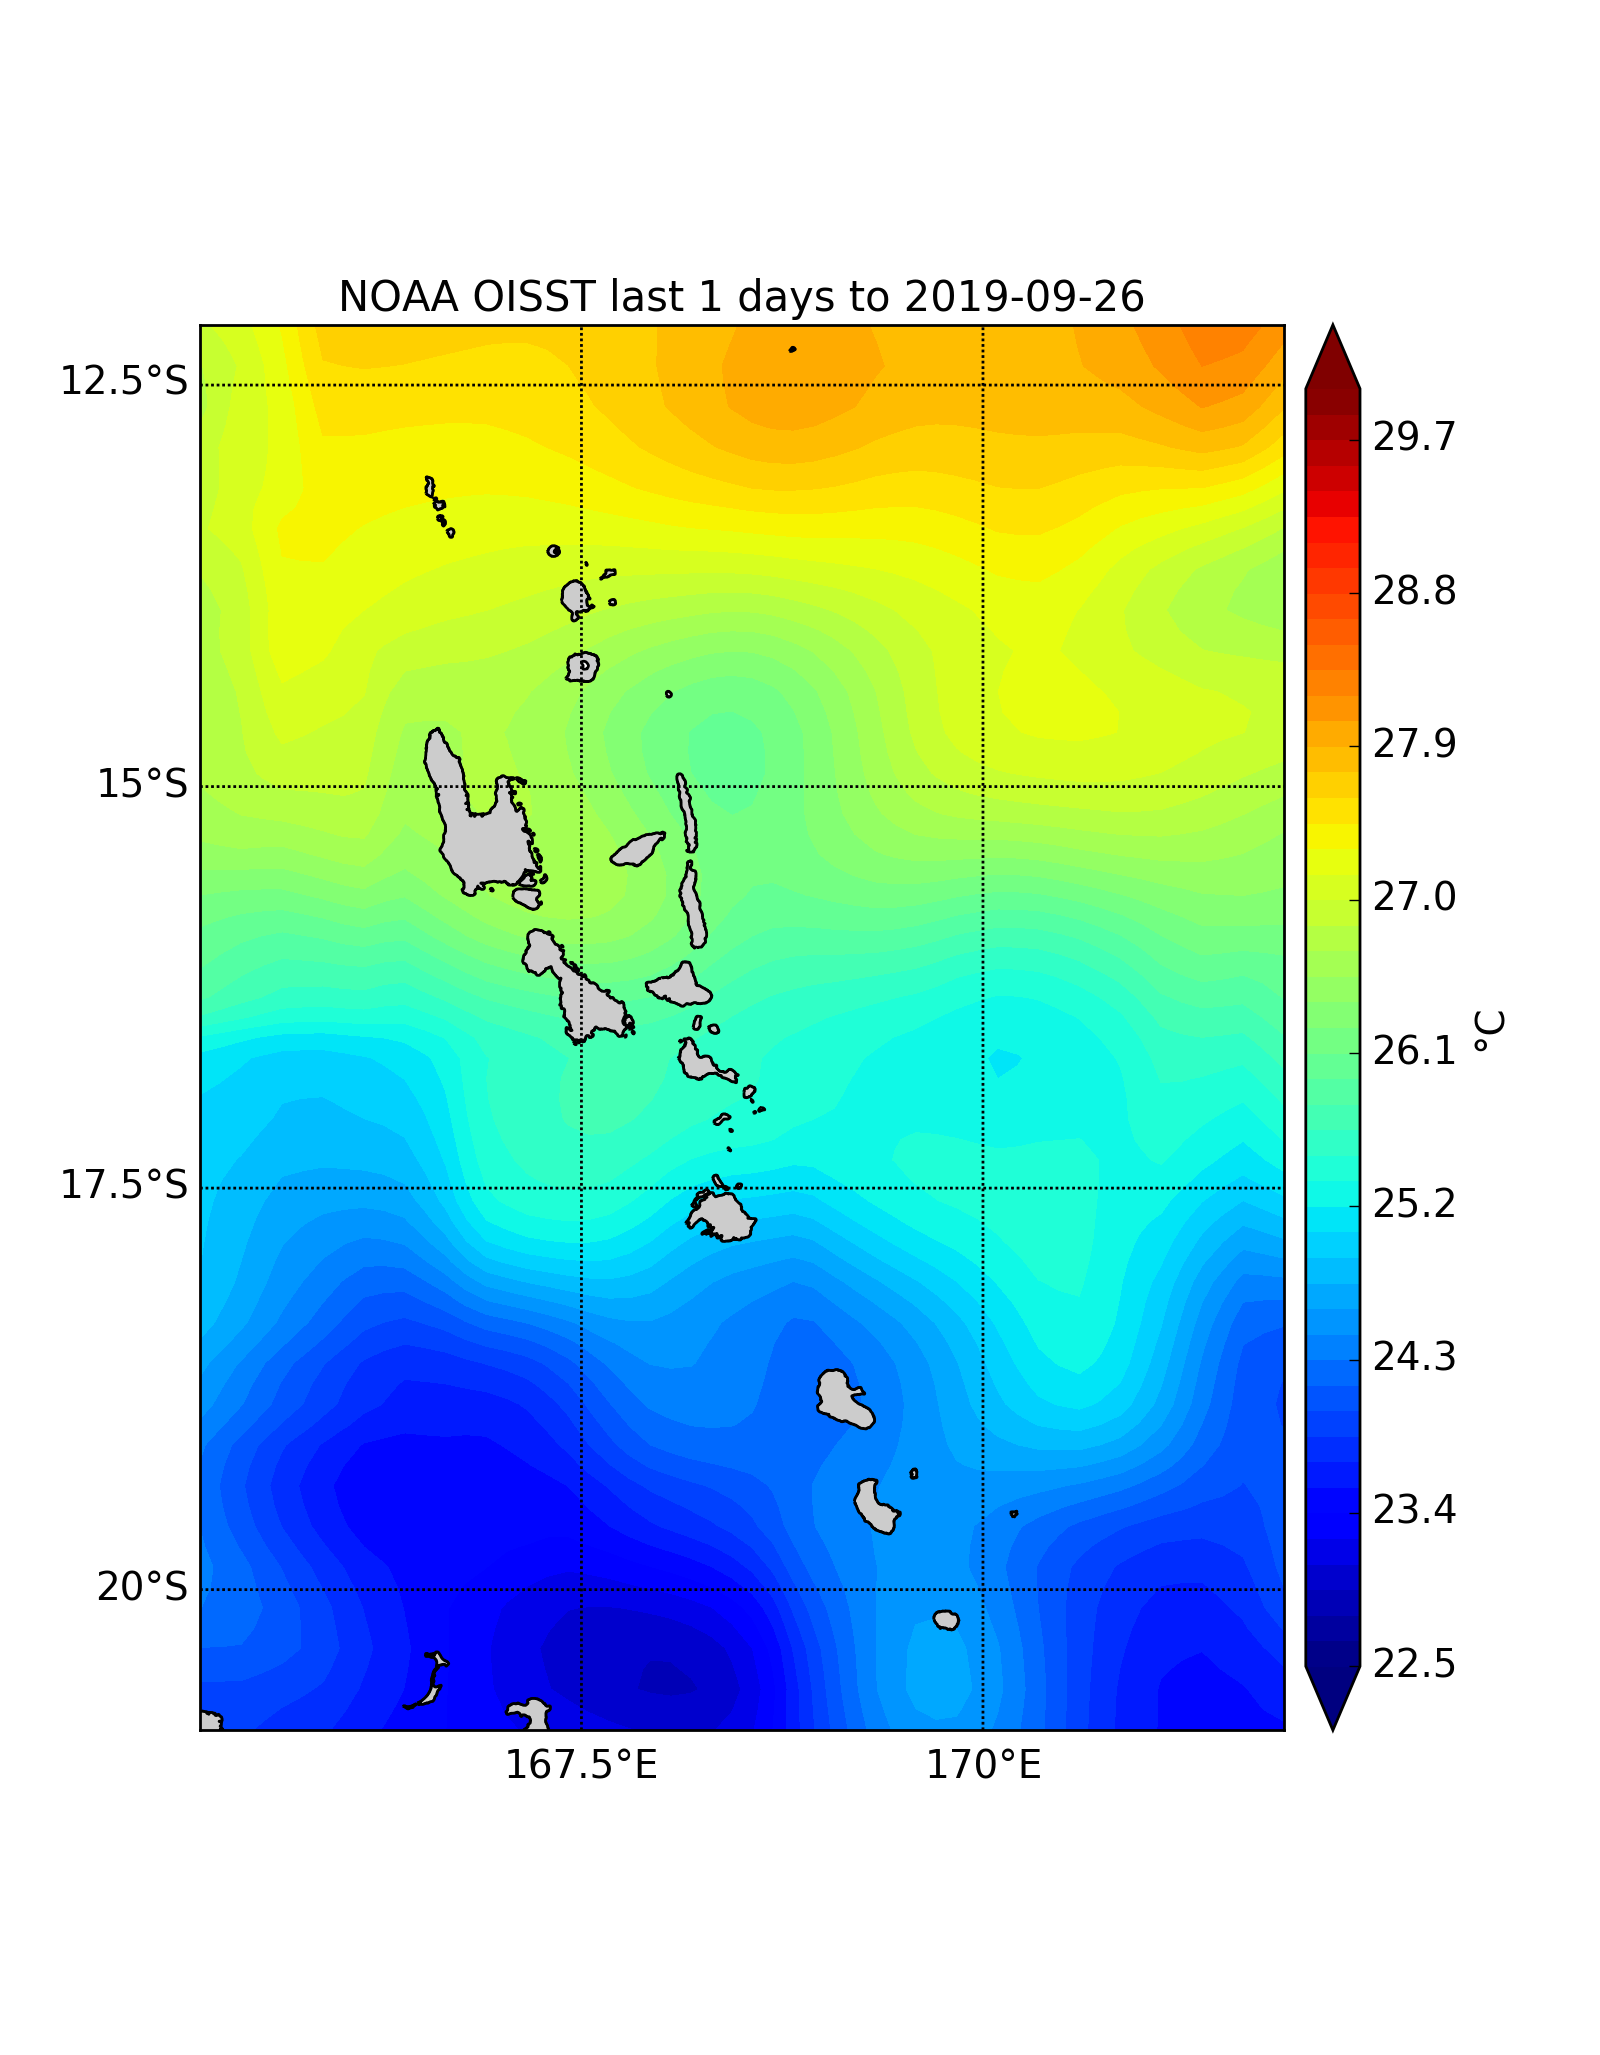 NOAA OISST last 1 days to 2019-09-26
12.5°S
15°S
17.5°S
20°S
167.5°E
170°E
29.7
28.8
27.9
27.0
26.1
25.2
24.3
23.4
22.5
°C